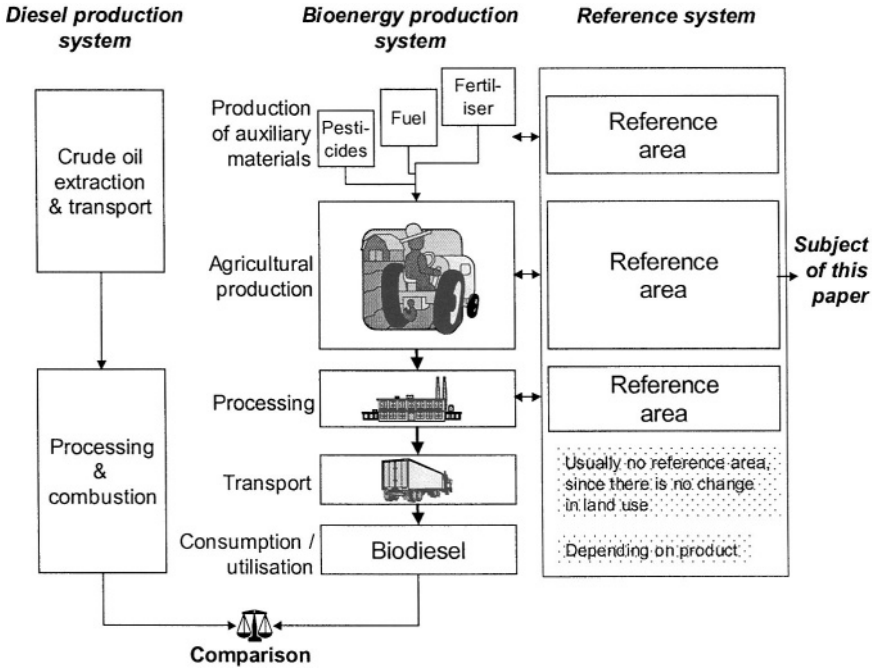 Diesel production
system
Bioenergy production
system
Reference system
Crude oil
extraction
& transport
Processing
&
combustion
Production
of auxiliary
materials
Pesti-
cides
Fuel
Fertil-
iser
Agricultural
production
Processing
Transport
Consumption /
utilisation
Biodiesel
Reference
area
Reference
area
Reference
area
Usually no reference area,
since there is no change
in land use
Depending on product
Subject
of this
paper
Comparison